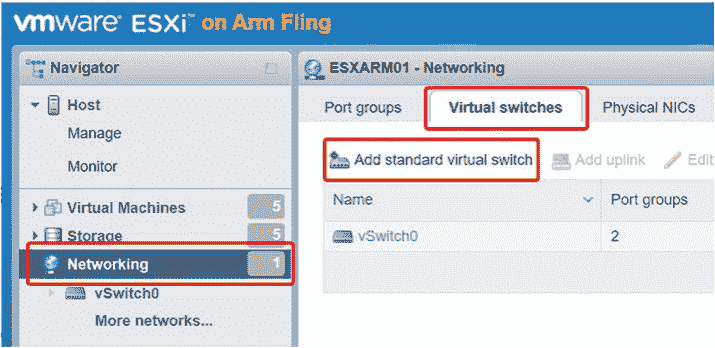 vmware ESXi™ on Arm Fling
Navigator
Host
Manage
Monitor
Virtual Machines 5
Storage 5
Networking 1
vSwitch0
More networks...
ESXARM01 - Networking
Port groups Virtual switches Physical NICs
Add standard virtual switch Add uplink Edit
Name Port groups
vSwitch0 2